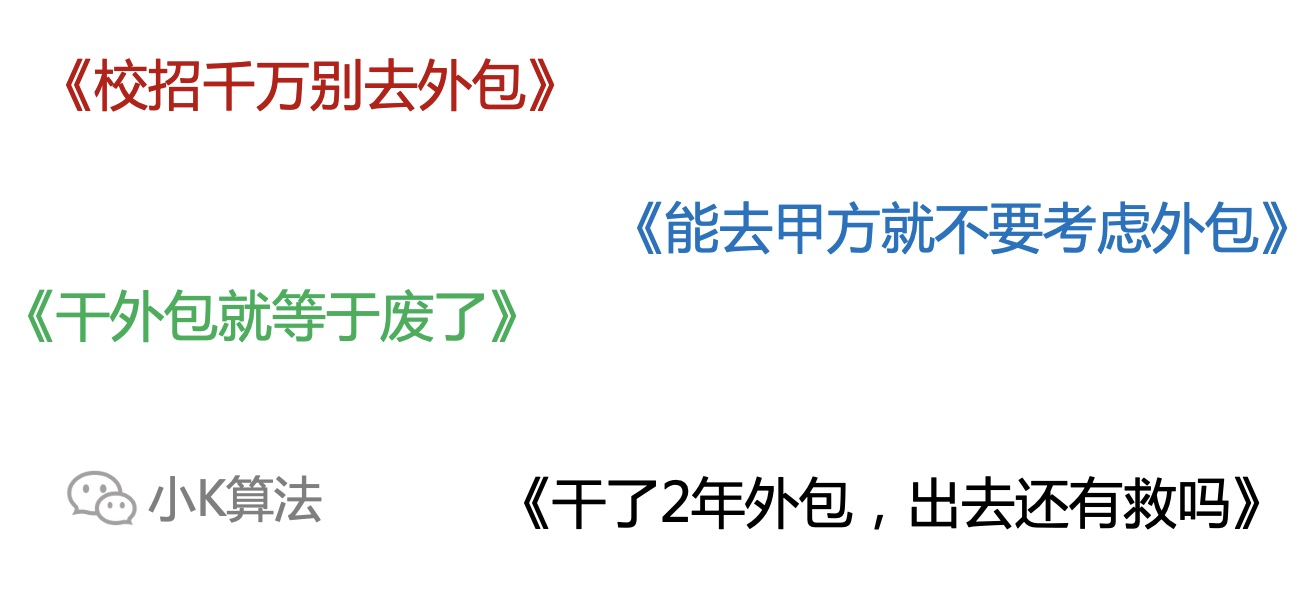 《校招千万别去外包》
《能去甲方就不要考虑外包》
《干外包就等于废了》
小K算法
《干了2年外包，出去还有救吗》